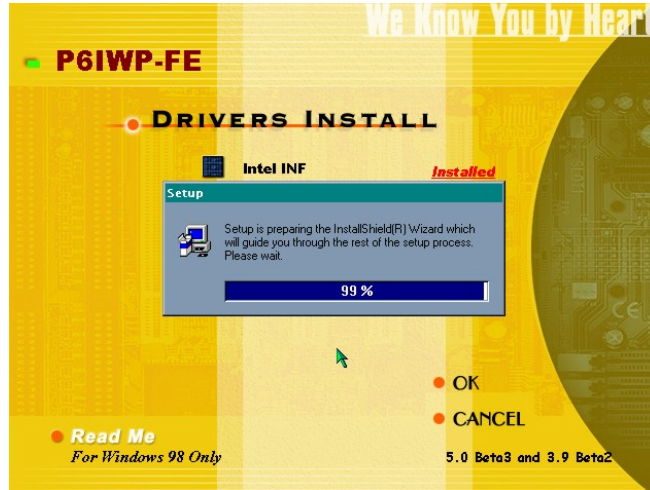 We Know You by Heart
P6IWP-FE
DRIVERS INSTALL
Intel INF
Installed
Setup
Setup is preparing the InstallShield(R) Wizard which
will guide you through the rest of the setup process.
Please wait.
99 %
OK
CANCEL
Read Me
For Windows 98 Only
5.0 Beta3 and 3.9 Beta2